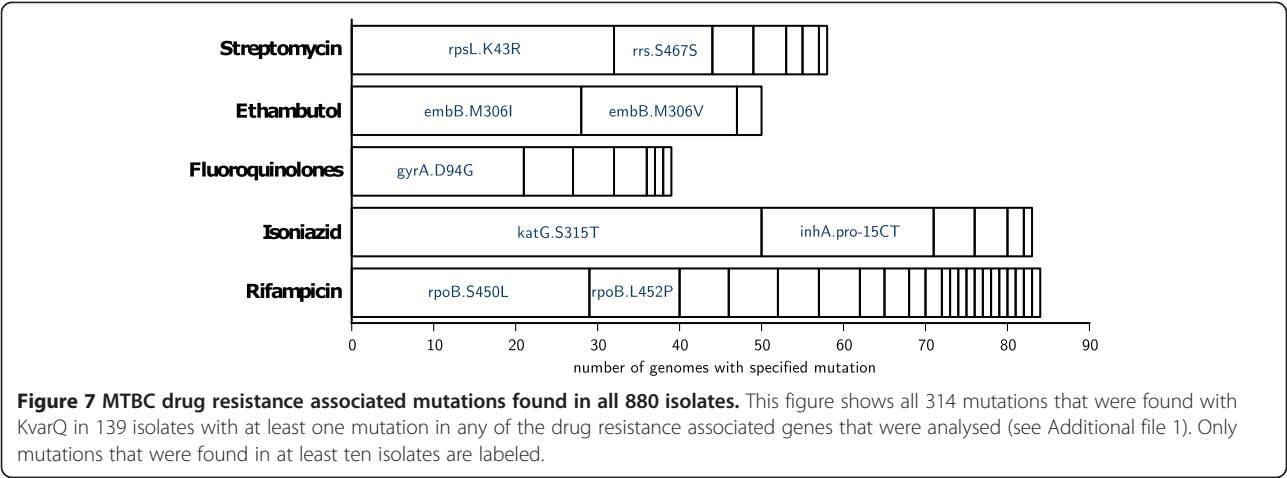 Streptomycin
rpsL.K43R
rrs.S467S
Ethambutol
embB.M306I
embB.M306V
Fluoroquinolones
gyrA.D94G
Isoniazid
katG.S315T
inhA.pro-15CT
Rifampicin
rpoB.S450L
rpoB.L452P
0 10 20 30 40 50 60 70 80 90
number of genomes with specified mutation
Figure 7 MTBC drug resistance associated mutations found in all 880 isolates. This figure shows all 314 mutations that were found with
KvarQ in 139 isolates with at least one mutation in any of the drug resistance associated genes that were analysed (see Additional file 1). Only
mutations that were found in at least ten isolates are labeled.